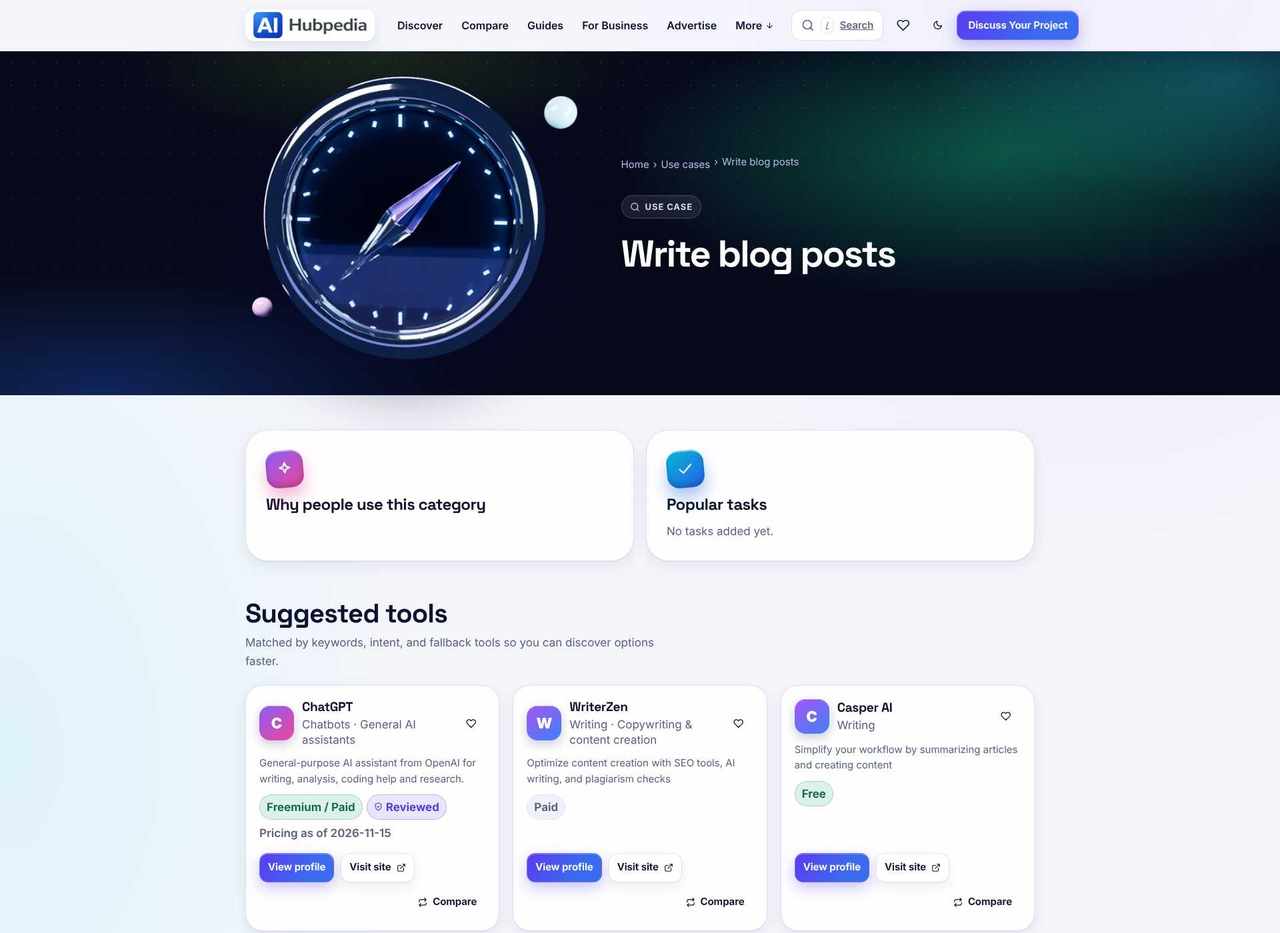 AI Hubpedia
Discover
Compare
Guides
For Business
Advertise
More ↓
/ Search
Discuss Your Project
Home › Use cases › Write blog posts
USE CASE
Write blog posts
Why people use this category
Popular tasks
No tasks added yet.
Suggested tools
Matched by keywords, intent, and fallback tools so you can discover options
faster.
C
ChatGPT
Chatbots · General AI
assistants
General-purpose AI assistant from OpenAI for
writing, analysis, coding help and research.
Freemium / Paid
Reviewed
Pricing as of 2026-11-15
View profile
Visit site
Compare
W
WriterZen
Writing · Copywriting &
content creation
Optimize content creation with SEO tools, AI
writing, and plagiarism checks
Paid
View profile
Visit site
Compare
C
Casper AI
Writing
Simplify your workflow by summarizing articles
and creating content
Free
View profile
Visit site
Compare